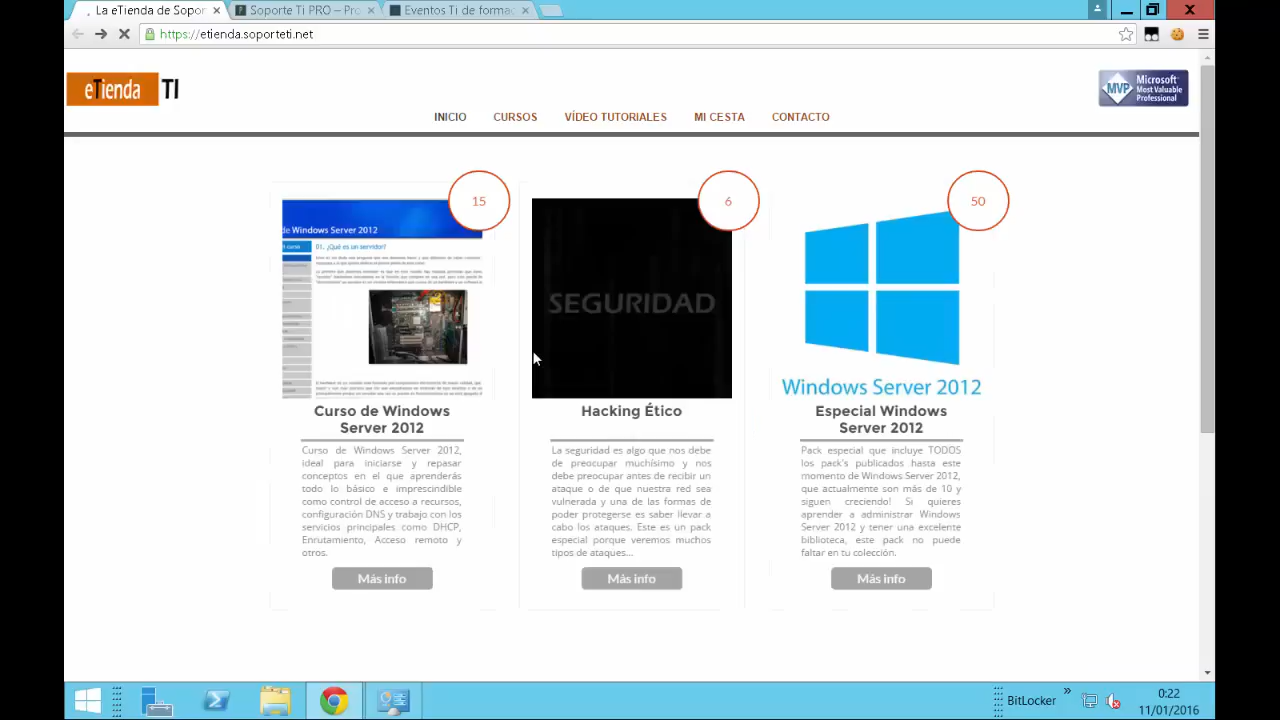 La eTienda de Sopor
Soporte Ti PRO – Pro
Eventos Ti de formac
https://etienda.soporteti.net
eTienda TI
MVP
Microsoft
Most Valuable
Professional
INICIO CURSOS VÍDEO TUTORIALES MI CESTA CONTACTO
15
de Windows Server 2012
01. ¿Qué es un servidor?
Curso de Windows
Server 2012
Curso de Windows Server 2012,
ideal para iniciarse y repasar
conceptos en el que aprenderás
todo lo básico e imprescindible
como control de acceso a recursos,
configuración DNS y trabajo con los
servicios principales como DHCP,
Enrutamiento, Acceso remoto y
otros.
Más info
6
SEGURIDAD
Hacking Ético
La seguridad es algo que nos debe
de preocupar muchísimo y nos
debe preocupar antes de recibir un
ataque o de que nuestra red sea
vulnerada y una de las formas de
poder protegerse es saber llevar a
cabo los ataques. Este es un pack
especial porque veremos muchos
tipos de ataques...
Más info
50
Windows Server 2012
Especial Windows
Server 2012
Pack especial que incluye TODOS
los pack's publicados hasta este
momento de Windows Server 2012,
que actualmente son más de 10 y
siguen creciendo! Si quieres
aprender a administrar Windows
Server 2012 y tener una excelente
biblioteca, este pack no puede
faltar en tu colección.
Más info
BitLocker
0:22
11/01/2016